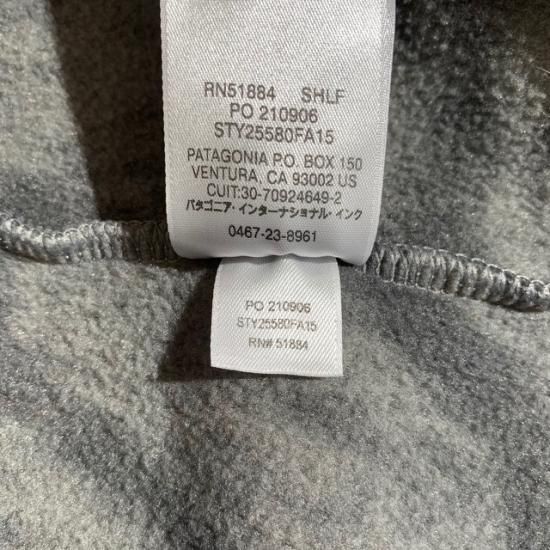 RN51884 SHLF
PO 210906
STY25580FA15
PATAGONIA P.O. BOX 150
VENTURA, CA 93002 US
CUIT:30-70924649-2
パタゴニア・インターナショナル・インク
0467-23-8961
PO 210906
STY25580FA15
RN# 51884